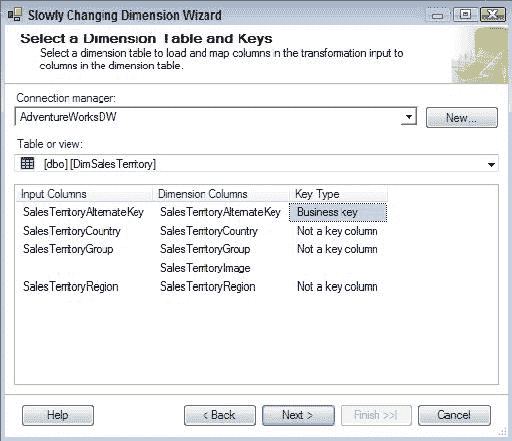 Slowly Changing Dimension Wizard
Select a Dimension Table and Keys
Select a dimension table to load and map columns in the transformation input to
columns in the dimension table.
Connection manager:
AdventureWorksDW
New...
Table or view:
[dbo].[DimSalesTerritory]
Input Columns Dimension Columns Key Type
SalesTerritoryAlternateKey SalesTerritoryAlternateKey Business key
SalesTerritoryCountry SalesTerritoryCountry Not a key column
SalesTerritoryGroup SalesTerritoryGroup Not a key column
SalesTerritoryImage
SalesTerritoryRegion SalesTerritoryRegion Not a key column
Help < Back Next > Finish >>| Cancel